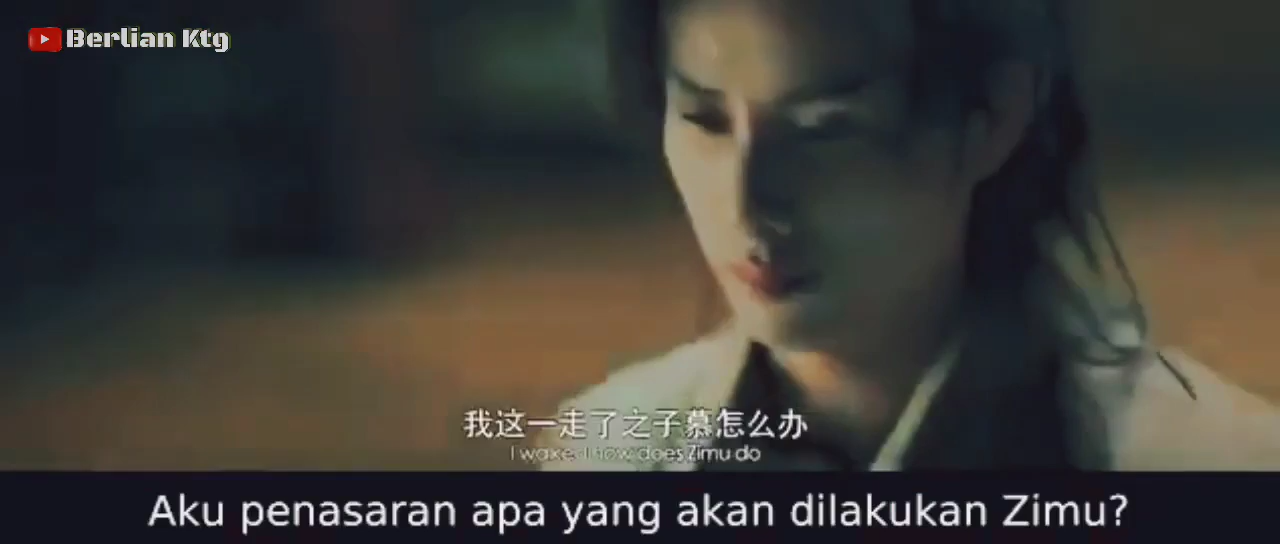 Berlian Ktg
我这一走了之子慕怎么办
how does Zimu do
Aku penasaran apa yang akan dilakukan Zimu?